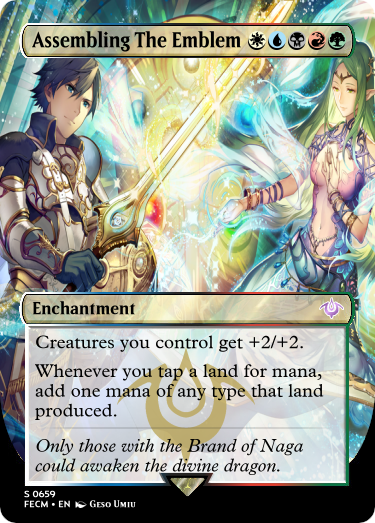 Assembling The Emblem
Enchantment
Creatures you control get +2/+2.
Whenever you tap a land for mana,
add one mana of any type that land
produced.
Only those with the Brand of Naga
could awaken the divine dragon.
S 0659
FECM • EN Geso Umiu